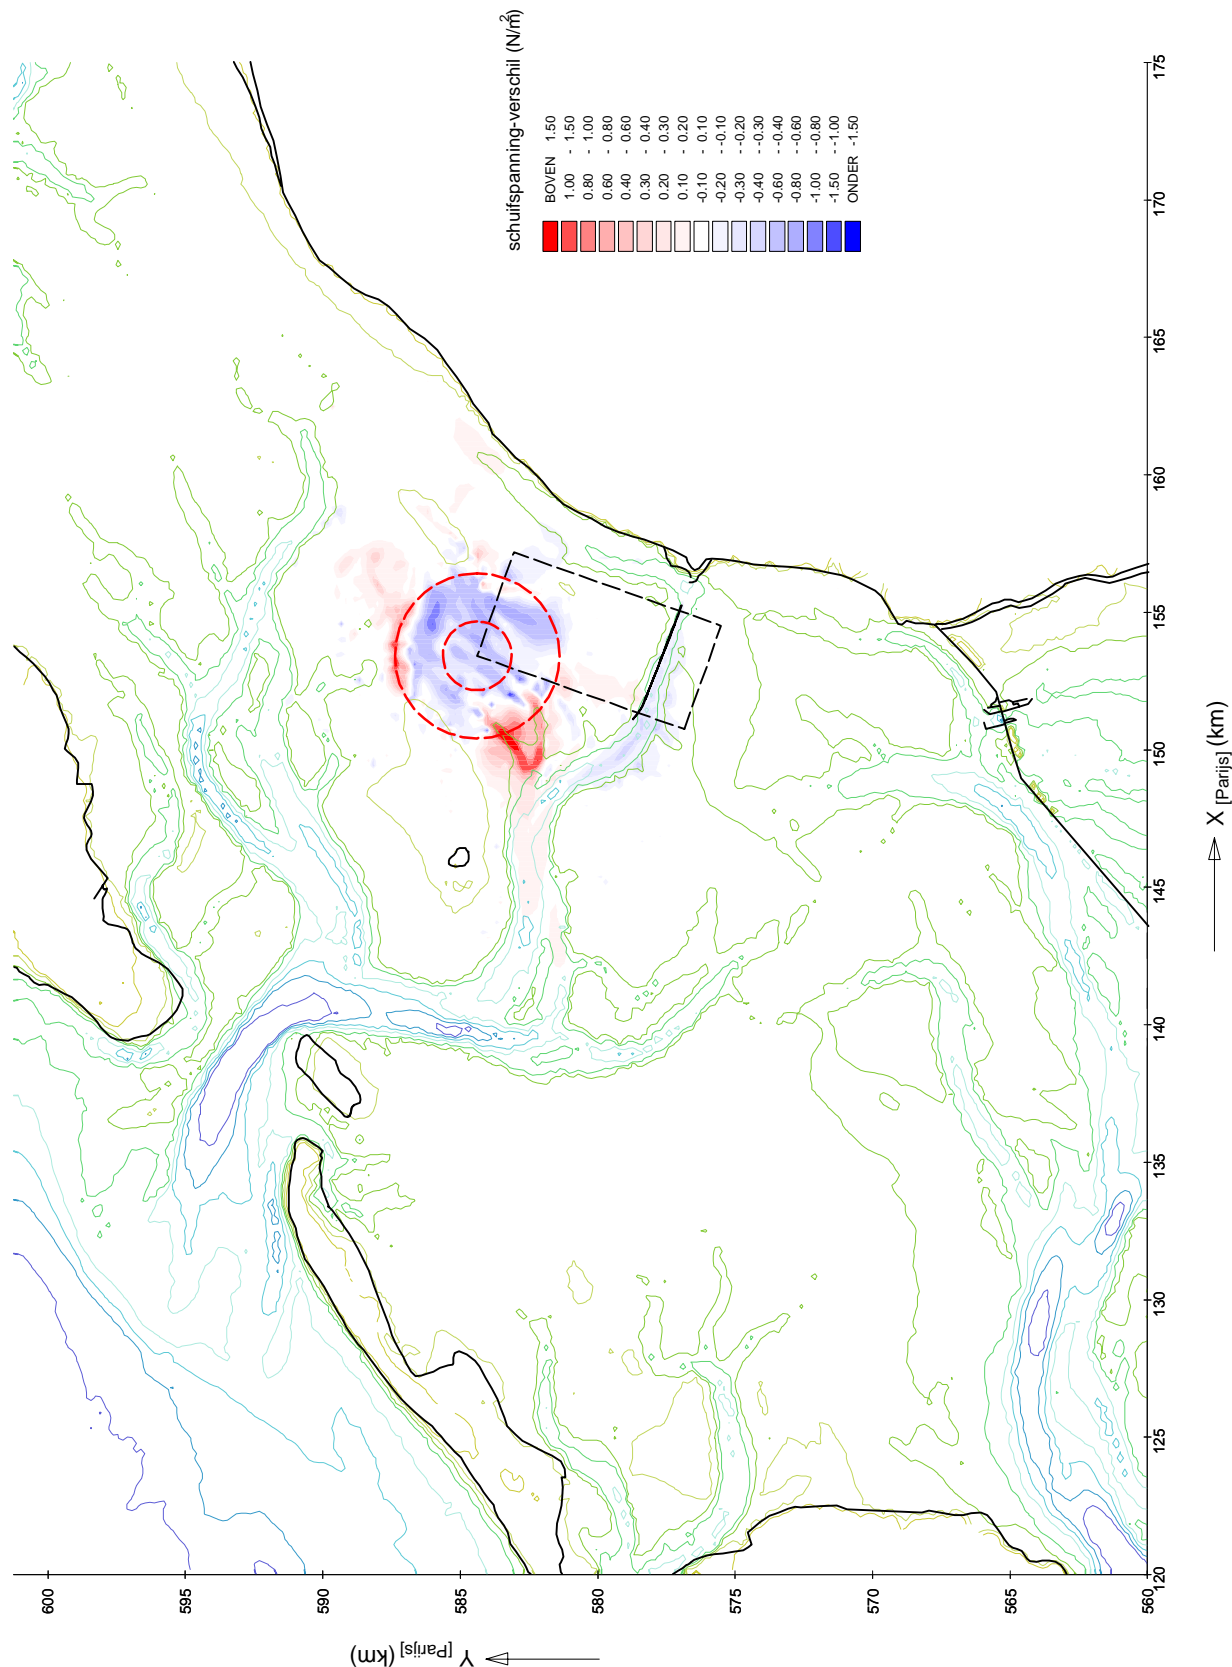 schuifspanning-verschil (N/m²)
BOVEN 1.50
1.00 - 1.50
0.80 - 1.00
0.60 - 0.80
0.40 - 0.60
0.30 - 0.40
0.20 - 0.30
0.10 - 0.20
-0.10 - 0.10
-0.20 - -0.10
-0.30 - -0.20
-0.40 - -0.30
-0.60 - -0.40
-0.80 - -0.60
-1.00 - -0.80
-1.50 - -1.00
ONDER -1.50
600
595
590
585
580
575
570
565
560
Y [Parijs] (km)
120
125
130
135
140
145
150
155
160
165
170
175
X [Parijs] (km)